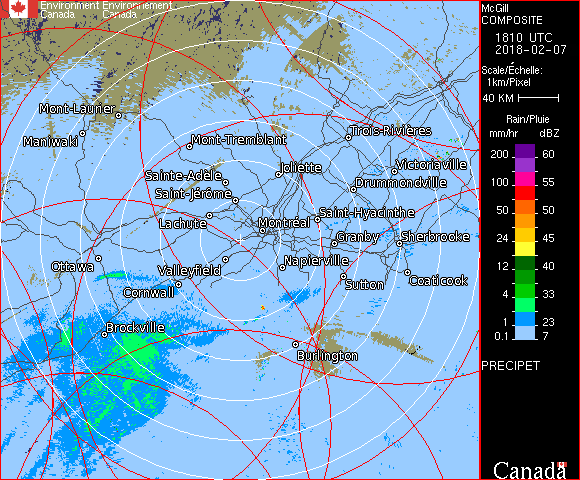 Environment Environnement
Canada Canada
McGill
COMPOSITE
1810 UTC
2018-02-07
Scale/Échelle:
1km/Pixel
40 KM
Rain/Pluie
mm/hr dBZ
200 60
100 55
50 50
24 45
12 40
4 33
1 23
0.1 7
PRECIPET
Canada
Mont-Laurier
Maniwaki
Mont-Tremblant
Trois-Rivières
Sainte-Adèle
Joliette
Victoriaville
Saint-Jérôme
Drummondville
Lachute
Montréal
Saint-Hyacinthe
Granby
Sherbrooke
Ottawa
Valleyfield
Napierville
Cornwall
Sutton
Coaticook
Brockville
Burlington